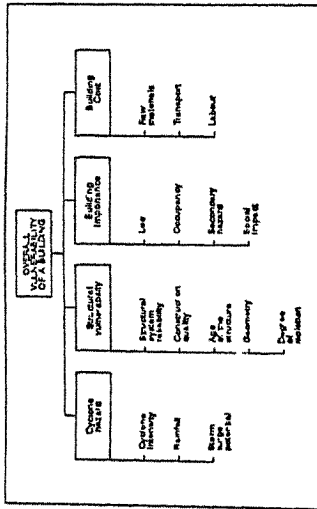 OVERALL
VULNERABILITY
OF A BUILDING
Cyclone
hazard
Cyclone
intensity
Rainfall
Storm
surge
potential
Structural
vulnerability
Structural
system
reliability
Construction
quality
Age
of the
structure
Geometry
Degree
of
isolation
Building
importance
Use
Occupancy
Secondary
hazard
Social
impact
Building
Cost
Raw
materials
Transport
Labour